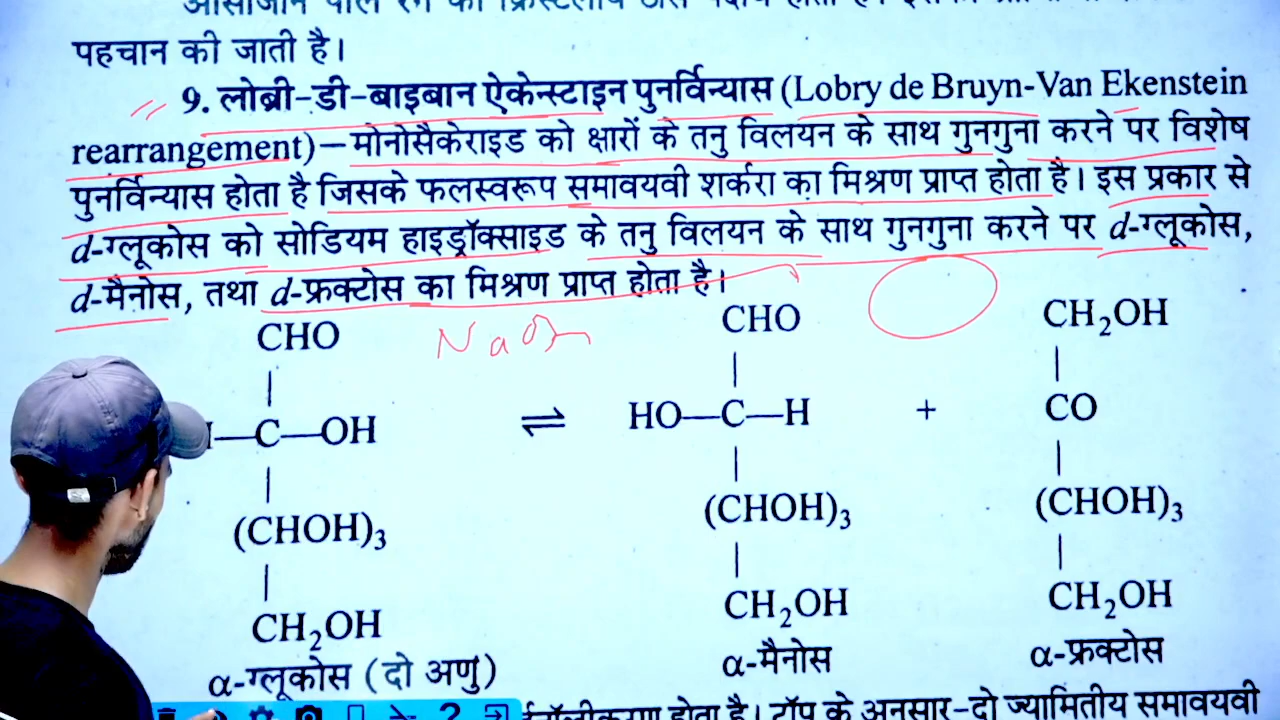 पहचान की जाती है।
9. लोब्री-डी-बाइबान ऐकेन्स्टाइन पुनर्विन्यास (Lobry de Bruyn-Van Ekenstein
rearrangement)—मोनोसैकेराइड को क्षारों के तनु विलयन के साथ गुनगुना करने पर विशेष
पुनर्विन्यास होता है जिसके फलस्वरूप समावयवी शर्करा का मिश्रण प्राप्त होता है। इस प्रकार से
d-ग्लूकोस को सोडियम हाइड्रॉक्साइड के तनु विलयन के साथ गुनगुना करने पर d-ग्लूकोस,
d-मैनोस, तथा d-फ्रक्टोस का मिश्रण प्राप्त होता है।
CHO CHO CH₂OH
| | |
—C—OH ⇌ HO—C—H + CO
| | |
(CHOH)₃ (CHOH)₃ (CHOH)₃
| | |
CH₂OH CH₂OH CH₂OH
α-ग्लूकोस (दो अणु) α-मैनोस α-फ्रक्टोस
होता है। टॉप के अनुसार-दो ज्यामितीय समावयवी